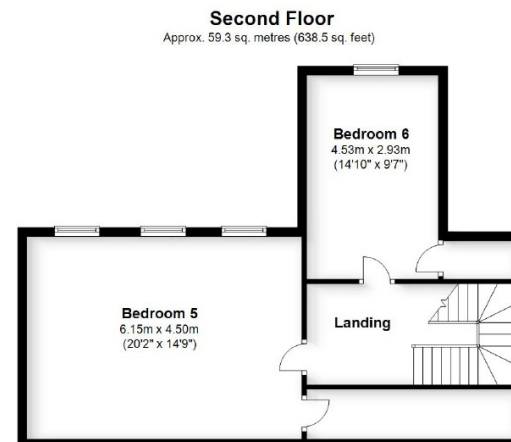 Second Floor
Approx. 59.3 sq. metres (638.5 sq. feet)
Bedroom 6
4.53m x 2.93m
(14'10" x 9'7")
Bedroom 5
6.15m x 4.50m
(20'2" x 14'9")
Landing